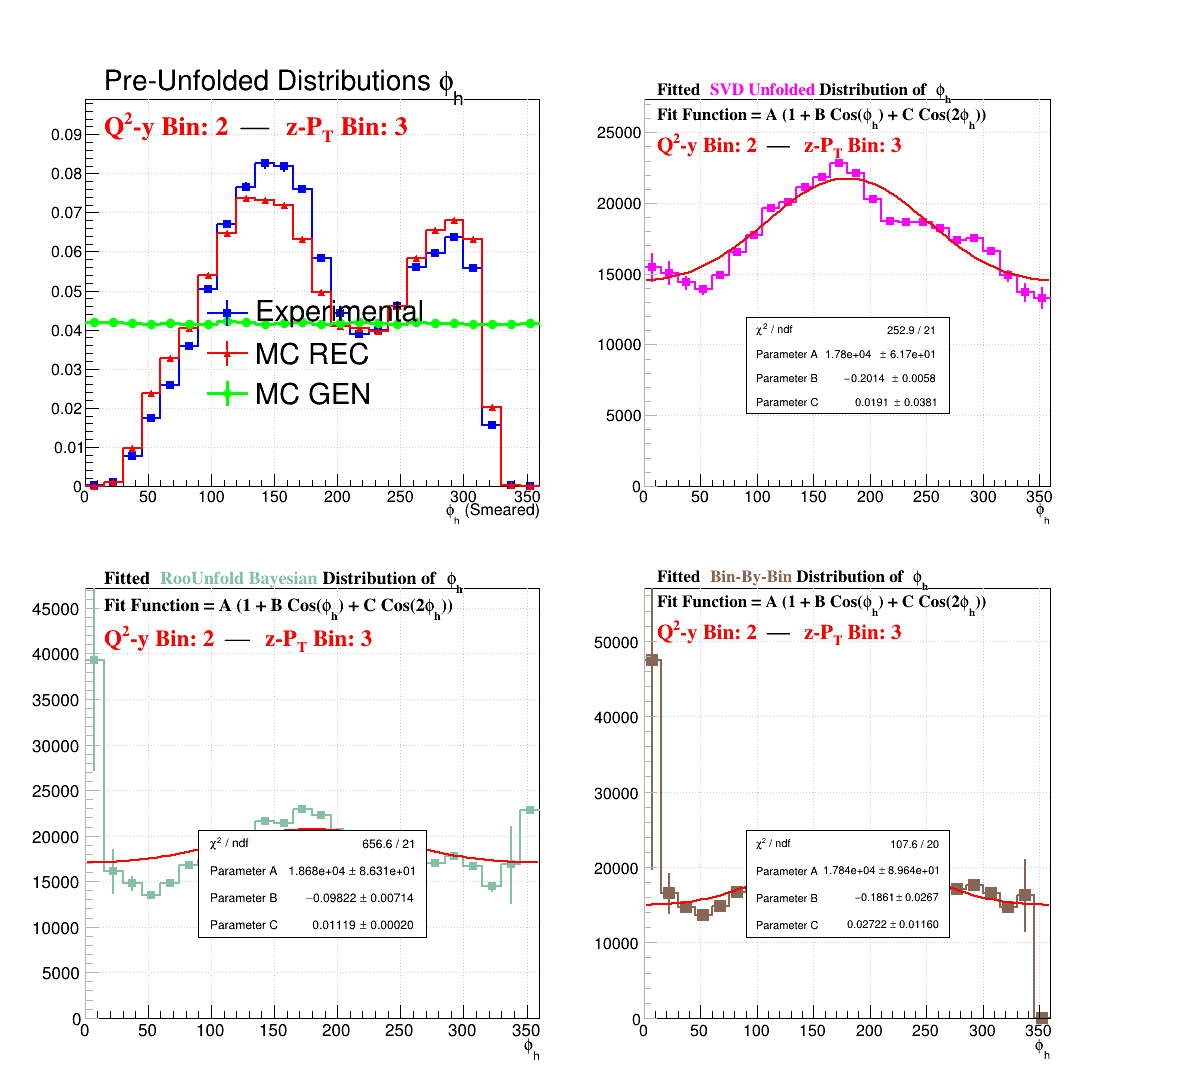 Pre-Unfolded Distributions ϕh
Q2-y Bin: 2 — z-PT Bin: 3
0.09
0.08
0.07
0.06
0.05
0.04
0.03
0.02
0.01
0
Experimental
MC REC
MC GEN
0 50 100 150 200 250 300 350
ϕh (Smeared)
Fitted SVD Unfolded Distribution of ϕh
Fit Function = A (1 + B Cos(ϕh) + C Cos(2ϕh))
Q2-y Bin: 2 — z-PT Bin: 3
25000
20000
15000
10000
5000
0
χ2 / ndf 252.9 / 21
Parameter A 1.78e+04 ± 6.17e+01
Parameter B −0.2014 ± 0.0058
Parameter C 0.0191 ± 0.0381
0 50 100 150 200 250 300 350
ϕh
Fitted RooUnfold Bayesian Distribution of ϕh
Fit Function = A (1 + B Cos(ϕh) + C Cos(2ϕh))
Q2-y Bin: 2 — z-PT Bin: 3
45000
40000
35000
30000
25000
20000
15000
10000
5000
0
χ2 / ndf 656.6 / 21
Parameter A 1.868e+04 ± 8.631e+01
Parameter B −0.09822 ± 0.00714
Parameter C 0.01119 ± 0.00020
0 50 100 150 200 250 300 350
ϕh
Fitted Bin-By-Bin Distribution of ϕh
Fit Function = A (1 + B Cos(ϕh) + C Cos(2ϕh))
Q2-y Bin: 2 — z-PT Bin: 3
50000
40000
30000
20000
10000
0
χ2 / ndf 107.6 / 20
Parameter A 1.784e+04 ± 8.964e+01
Parameter B −0.1861 ± 0.0267
Parameter C 0.02722 ± 0.01160
0 50 100 150 200 250 300 350
ϕh